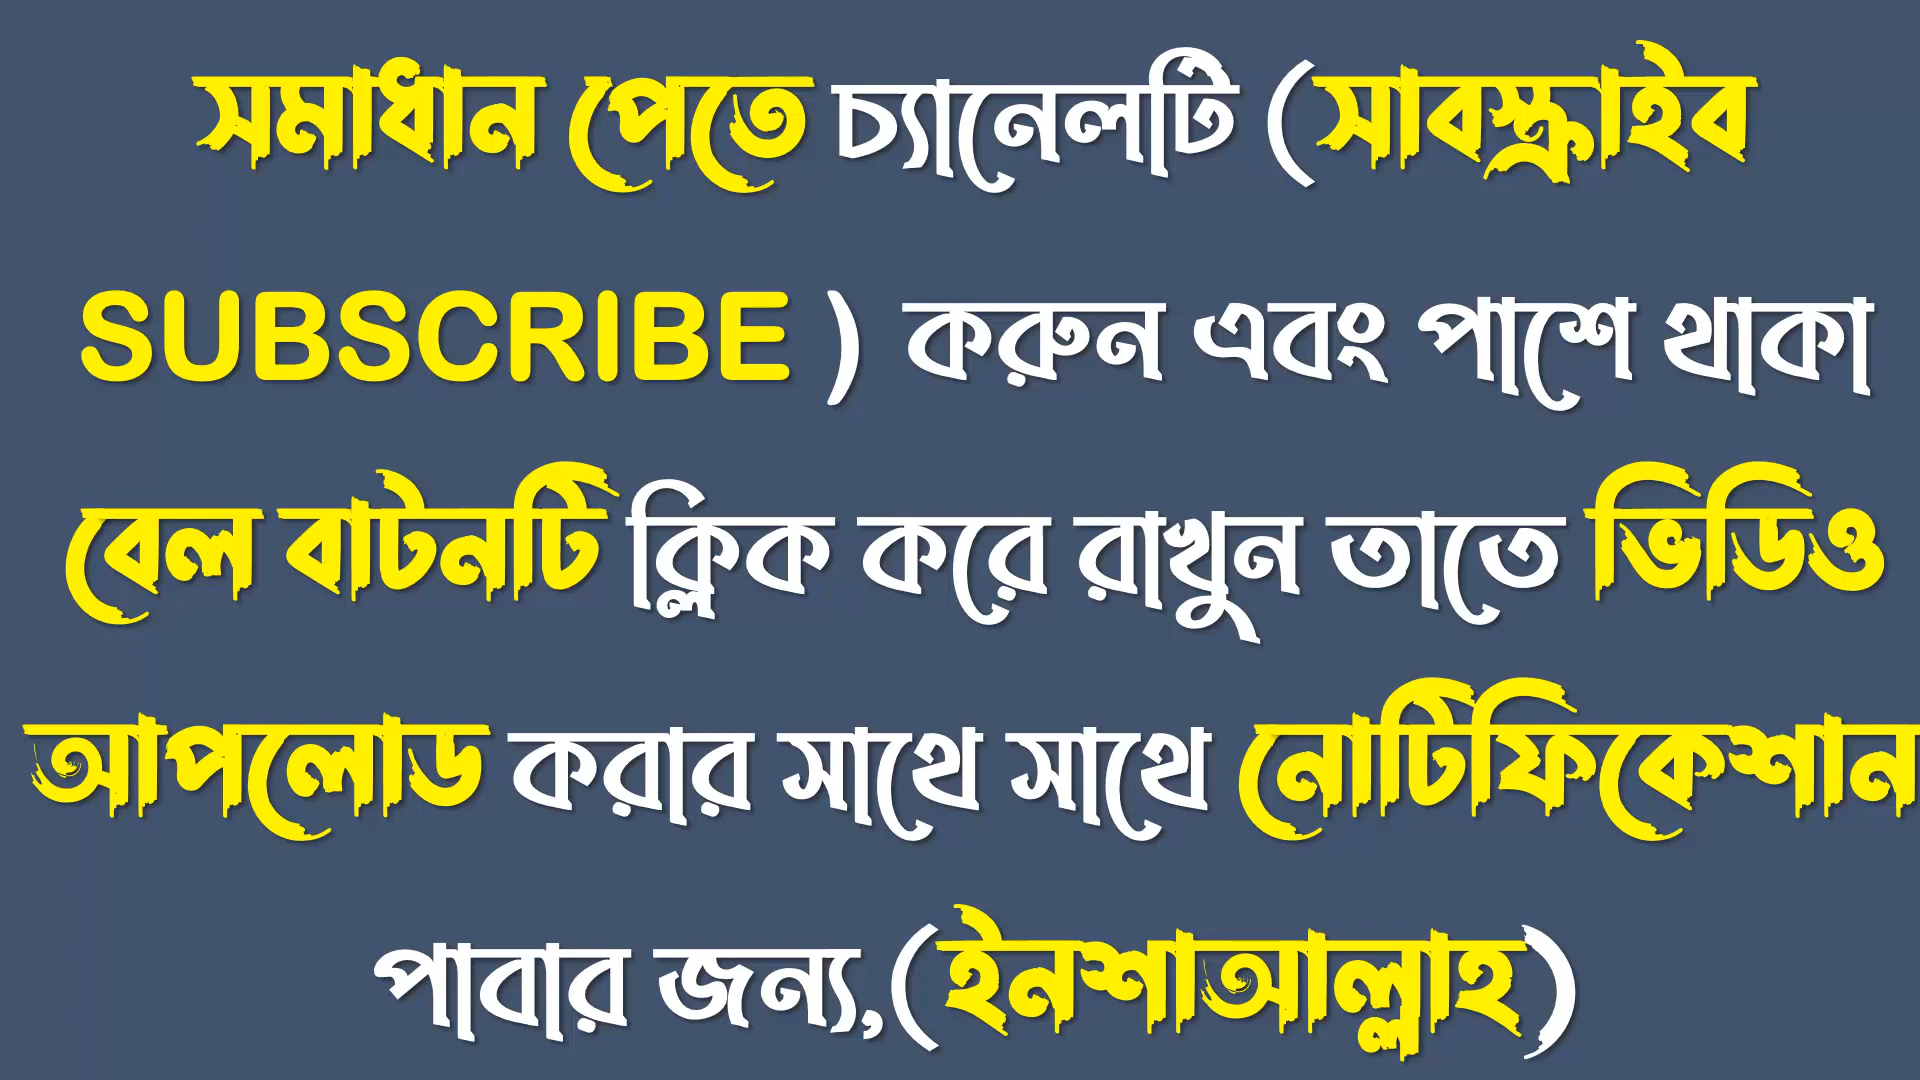 সমাধান পেতে চ্যানেলটি (সাবস্ক্রাইব
SUBSCRIBE ) করুন এবং পাশে থাকা
বেল বাটনটি ক্লিক করে রাখুন তাতে ভিডিও
আপলোড করার সাথে সাথে নোটিফিকেশান
পাবার জন্য,(ইনশাআল্লাহ)